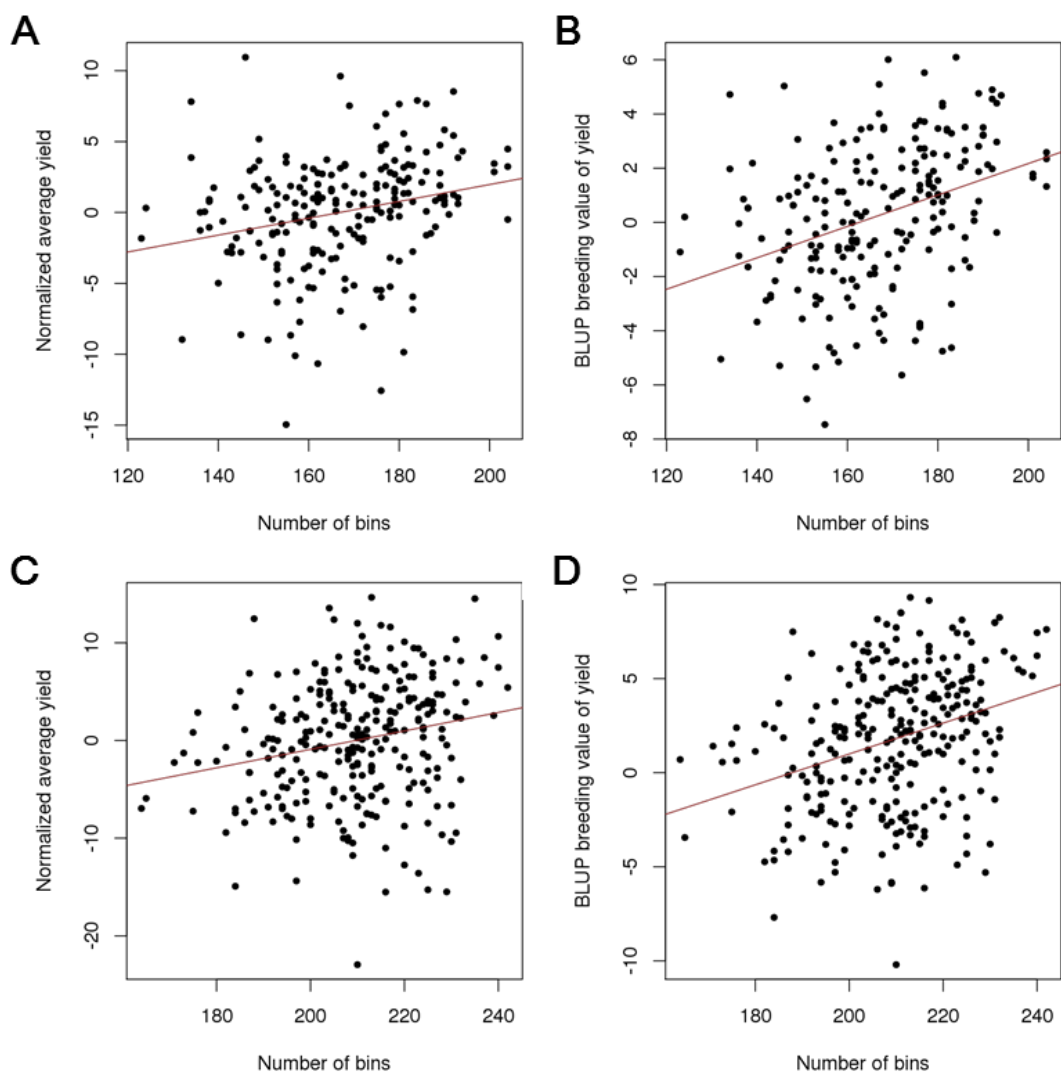 A
Normalized average yield
10
5
0
-5
-10
-15
120 140 160 180 200
Number of bins
B
BLUP breeding value of yield
6
4
2
0
-2
-4
-6
-8
120 140 160 180 200
Number of bins
C
Normalized average yield
10
0
-10
-20
180 200 220 240
Number of bins
D
BLUP breeding value of yield
10
5
0
-5
-10
180 200 220 240
Number of bins